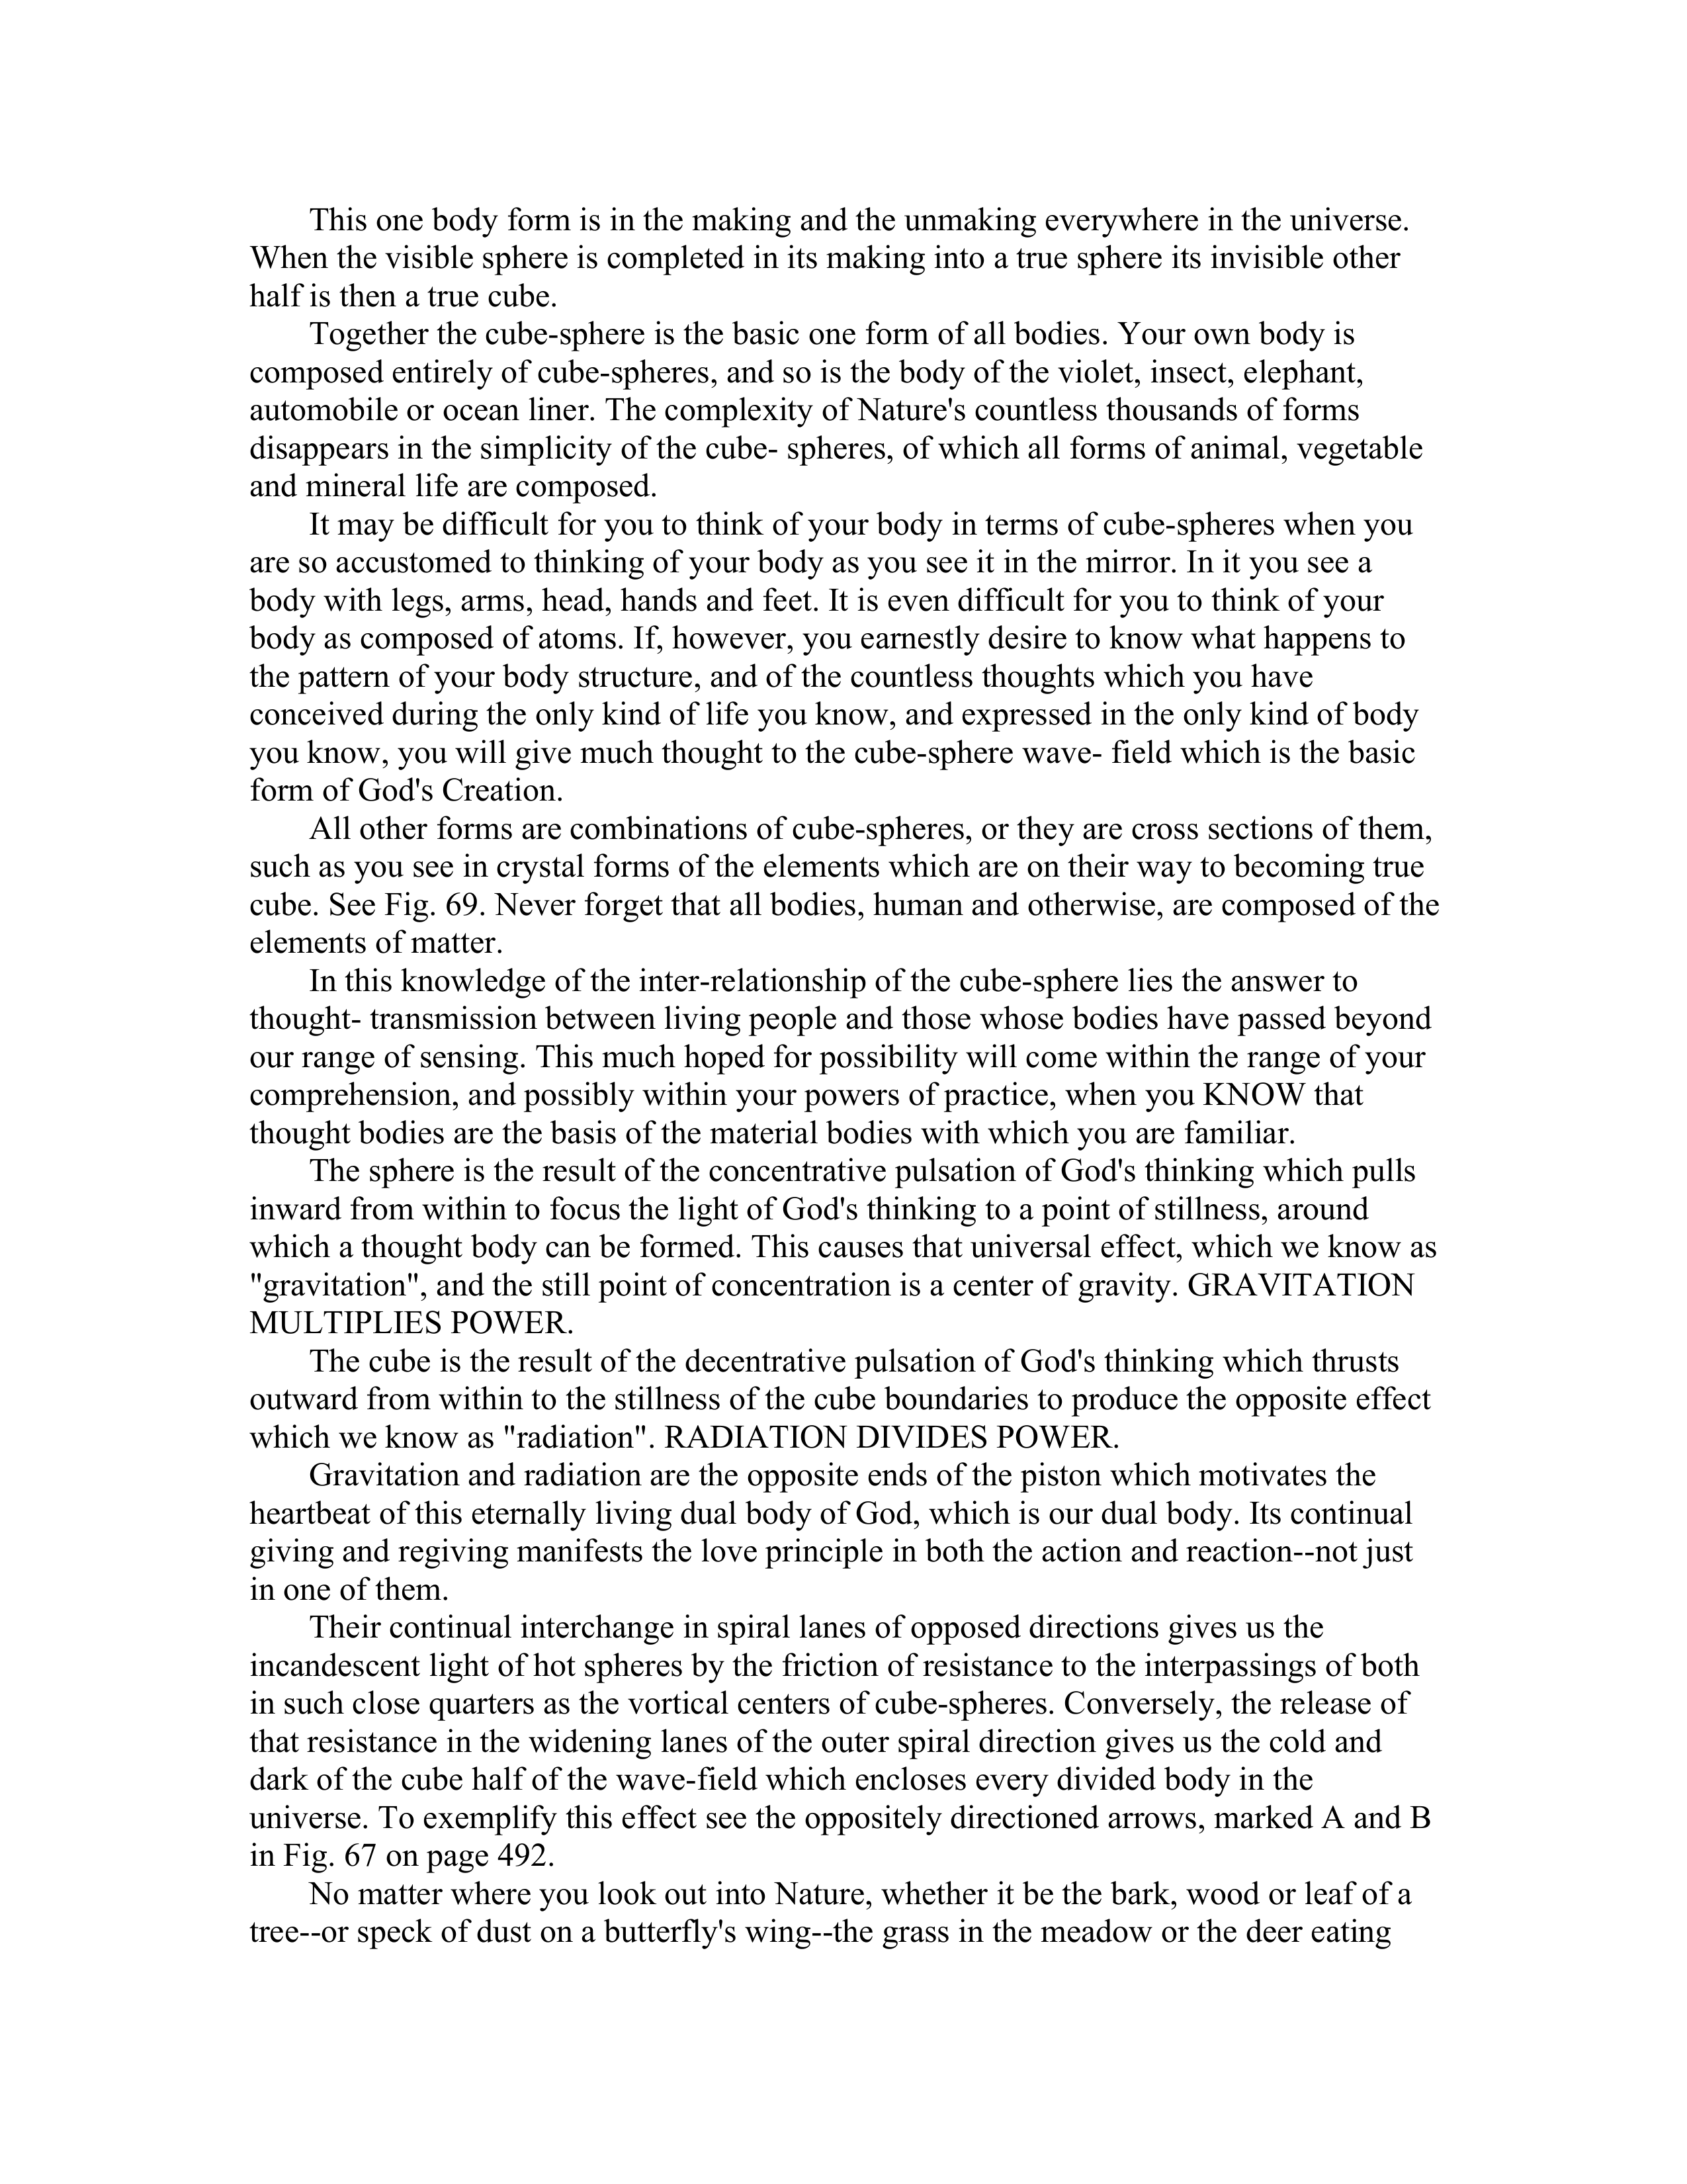 This one body form is in the making and the unmaking everywhere in the universe.
When the visible sphere is completed in its making into a true sphere its invisible other
half is then a true cube.
Together the cube-sphere is the basic one form of all bodies. Your own body is
composed entirely of cube-spheres, and so is the body of the violet, insect, elephant,
automobile or ocean liner. The complexity of Nature's countless thousands of forms
disappears in the simplicity of the cube- spheres, of which all forms of animal, vegetable
and mineral life are composed.
It may be difficult for you to think of your body in terms of cube-spheres when you
are so accustomed to thinking of your body as you see it in the mirror. In it you see a
body with legs, arms, head, hands and feet. It is even difficult for you to think of your
body as composed of atoms. If, however, you earnestly desire to know what happens to
the pattern of your body structure, and of the countless thoughts which you have
conceived during the only kind of life you know, and expressed in the only kind of body
you know, you will give much thought to the cube-sphere wave- field which is the basic
form of God's Creation.
All other forms are combinations of cube-spheres, or they are cross sections of them,
such as you see in crystal forms of the elements which are on their way to becoming true
cube. See Fig. 69. Never forget that all bodies, human and otherwise, are composed of the
elements of matter.
In this knowledge of the inter-relationship of the cube-sphere lies the answer to
thought- transmission between living people and those whose bodies have passed beyond
our range of sensing. This much hoped for possibility will come within the range of your
comprehension, and possibly within your powers of practice, when you KNOW that
thought bodies are the basis of the material bodies with which you are familiar.
The sphere is the result of the concentrative pulsation of God's thinking which pulls
inward from within to focus the light of God's thinking to a point of stillness, around
which a thought body can be formed. This causes that universal effect, which we know as
"gravitation", and the still point of concentration is a center of gravity. GRAVITATION
MULTIPLIES POWER.
The cube is the result of the decentrative pulsation of God's thinking which thrusts
outward from within to the stillness of the cube boundaries to produce the opposite effect
which we know as "radiation". RADIATION DIVIDES POWER.
Gravitation and radiation are the opposite ends of the piston which motivates the
heartbeat of this eternally living dual body of God, which is our dual body. Its continual
giving and regiving manifests the love principle in both the action and reaction--not just
in one of them.
Their continual interchange in spiral lanes of opposed directions gives us the
incandescent light of hot spheres by the friction of resistance to the interpassings of both
in such close quarters as the vortical centers of cube-spheres. Conversely, the release of
that resistance in the widening lanes of the outer spiral direction gives us the cold and
dark of the cube half of the wave-field which encloses every divided body in the
universe. To exemplify this effect see the oppositely directioned arrows, marked A and B
in Fig. 67 on page 492.
No matter where you look out into Nature, whether it be the bark, wood or leaf of a
tree--or speck of dust on a butterfly's wing--the grass in the meadow or the deer eating